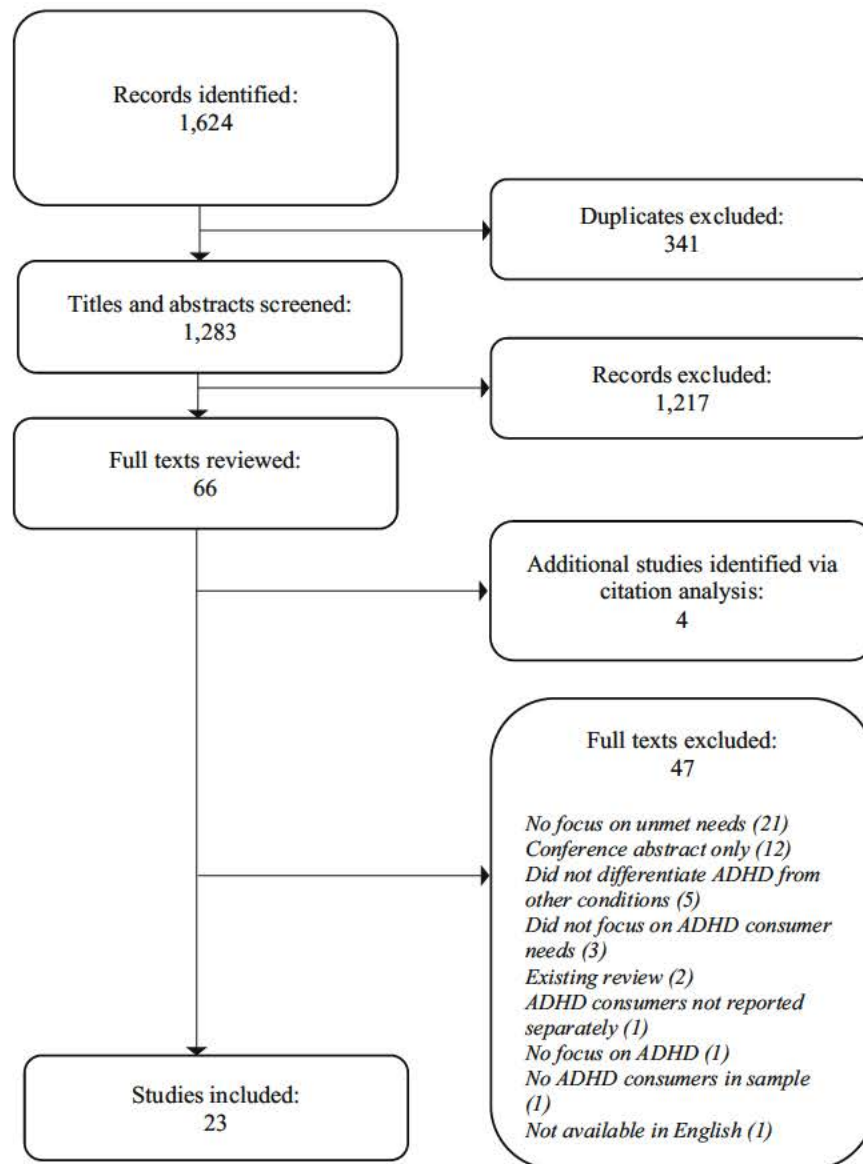 Records identified:
1,624
Duplicates excluded:
341
Titles and abstracts screened:
1,283
Records excluded:
1,217
Full texts reviewed:
66
Additional studies identified via
citation analysis:
4
Full texts excluded:
47
No focus on unmet needs (21)
Conference abstract only (12)
Did not differentiate ADHD from
other conditions (5)
Did not focus on ADHD consumer
needs (3)
Existing review (2)
ADHD consumers not reported
separately (1)
No focus on ADHD (1)
No ADHD consumers in sample
(1)
Not available in English (1)
Studies included:
23